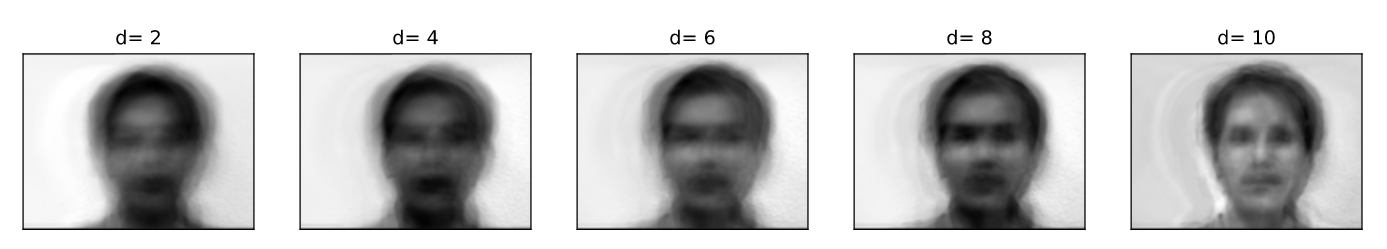 d= 2
d= 4
d= 6
d= 8
d= 10